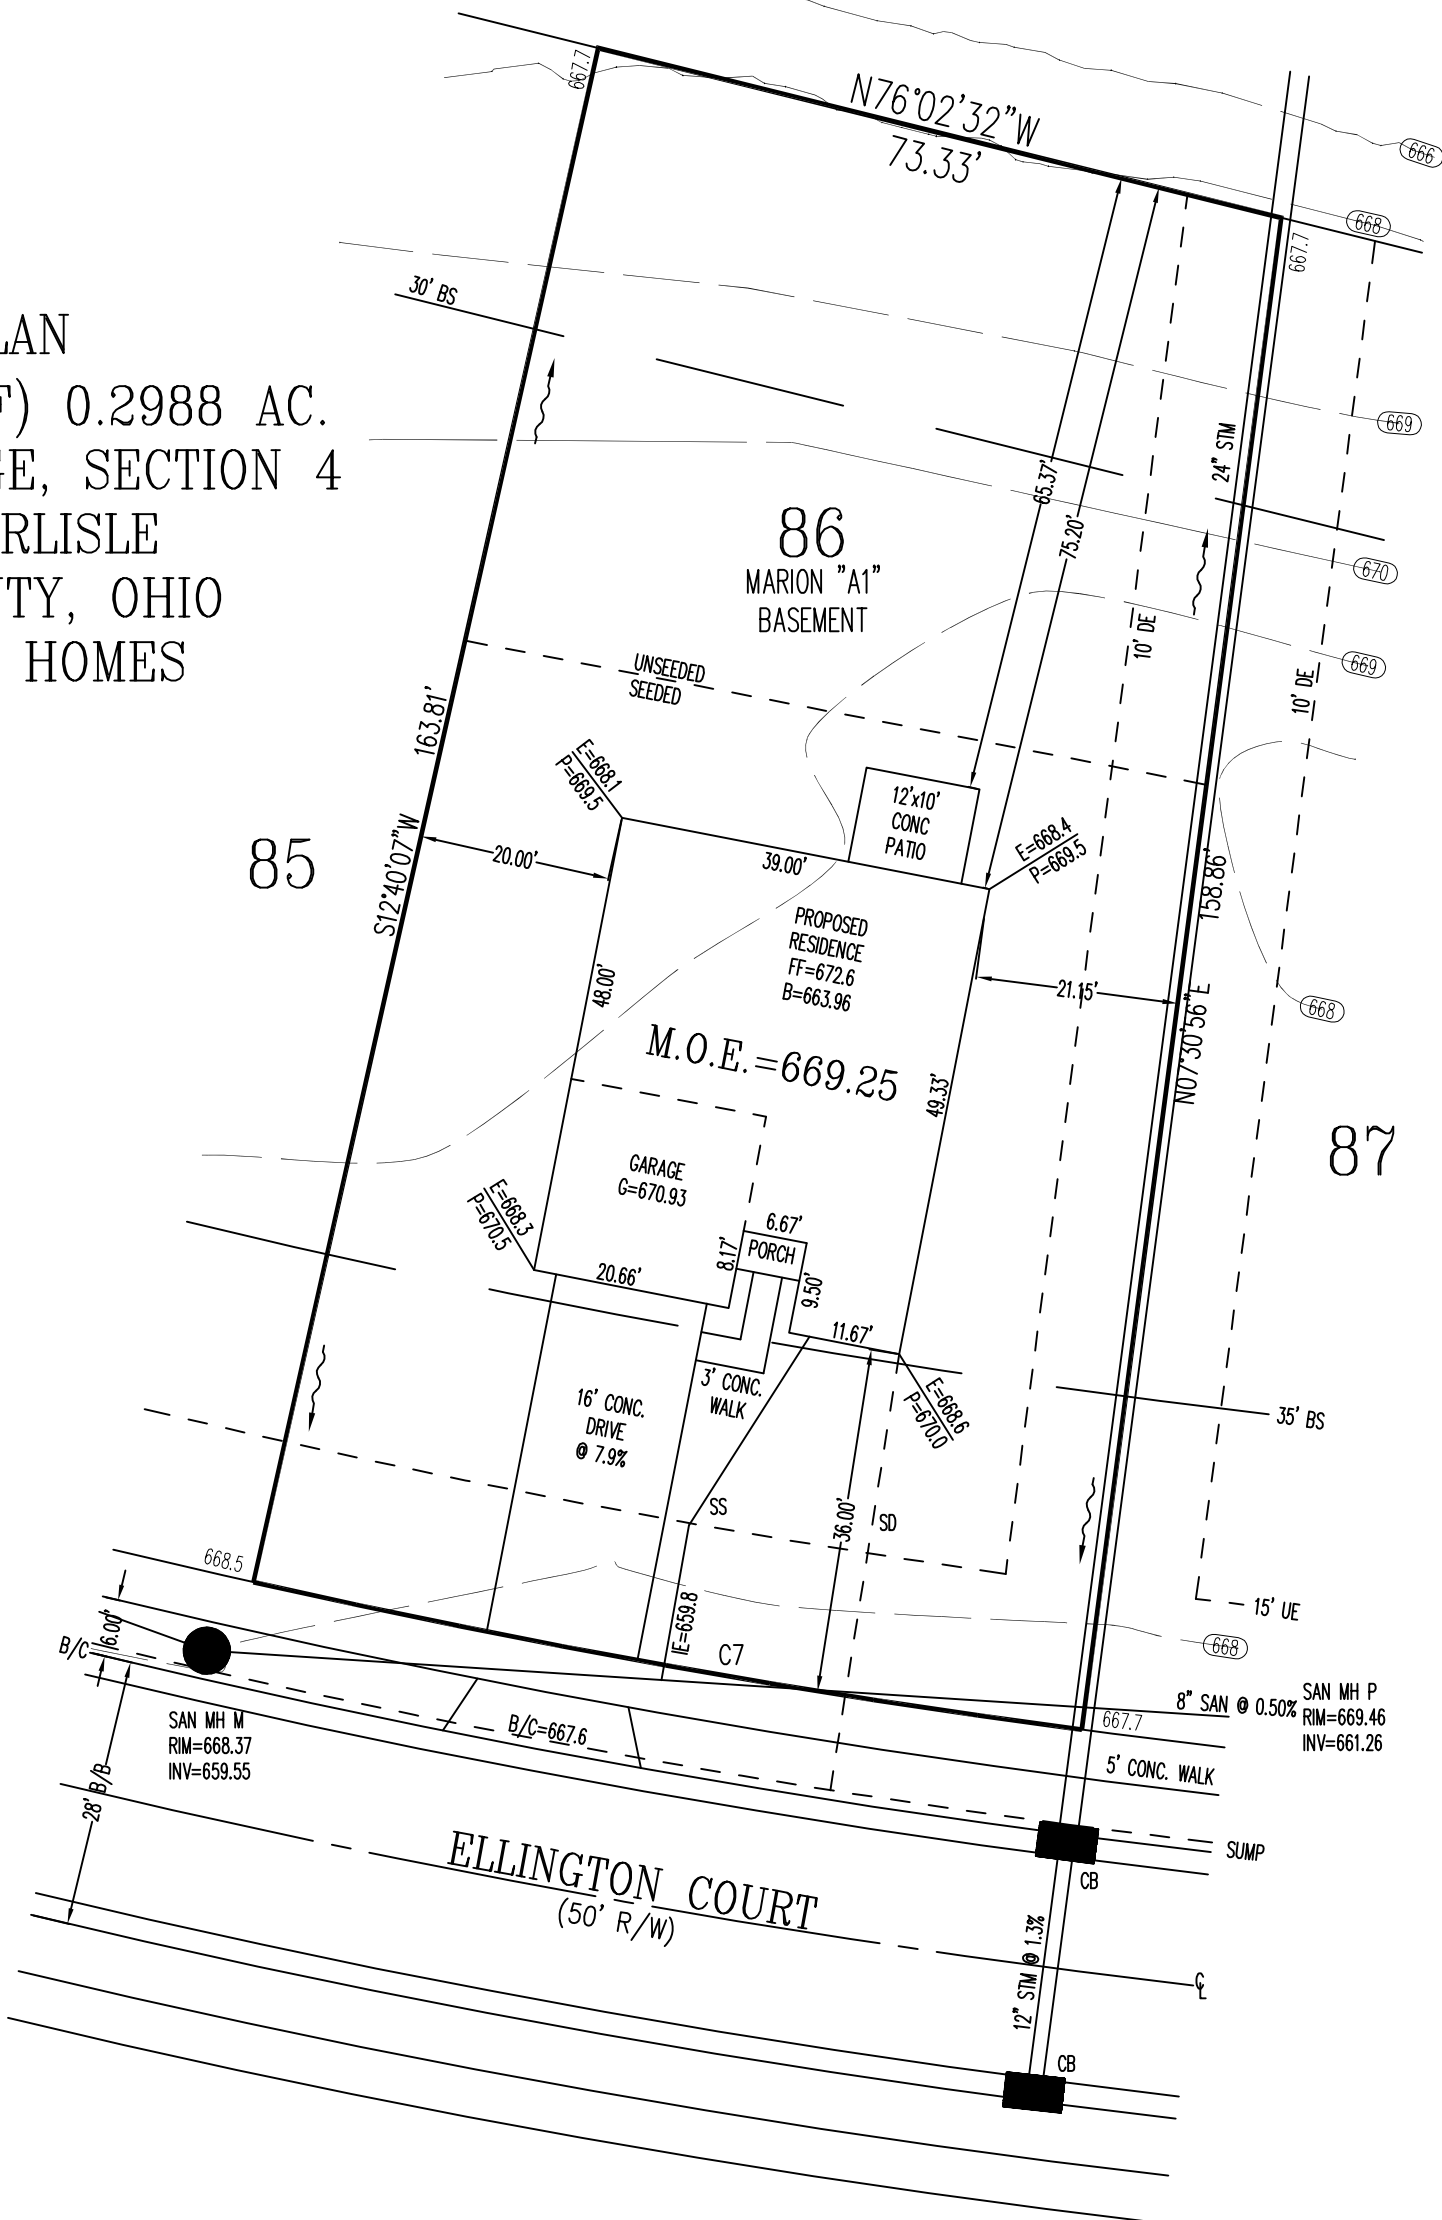 667.7
N76°02'32"W
73.33'
666
668
667.7
30' BS
LAN
F) 0.2988 AC.
GE, SECTION 4
RLISLE
TY, OHIO
HOMES
669
24" STM
65.37'
75.20'
86
MARION "A1"
BASEMENT
670
10' DE
669
10' DE
UNSEEDED
SEEDED
163.81'
S12°40'07"W
E=668.1
P=669.5
12'x10'
CONC
PATIO
E=668.4
P=669.5
85
20.00'
39.00'
158.86'
N07°30'56"E
PROPOSED
RESIDENCE
FF=672.6
B=663.96
48.00'
21.15'
668
M.O.E.=669.25
49.33'
87
GARAGE
G=670.93
E=668.3
P=670.5
6.67'
PORCH
8.17'
9.50'
20.66'
11.67'
3' CONC.
WALK
16' CONC.
DRIVE
@ 7.9%
E=668.6
P=670.0
35' BS
SS
SD
36.00'
668.5
IE=659.8
15' UE
6.00'
B/C
C7
668
8" SAN @ 0.50%
SAN MH P
RIM=669.46
INV=661.26
667.7
SAN MH M
RIM=668.37
INV=659.55
B/C=667.6
5' CONC. WALK
28' B/B
SUMP
CB
ELLINGTON COURT
(50' R/W)
12" STM @ 1.3%
CL
CB